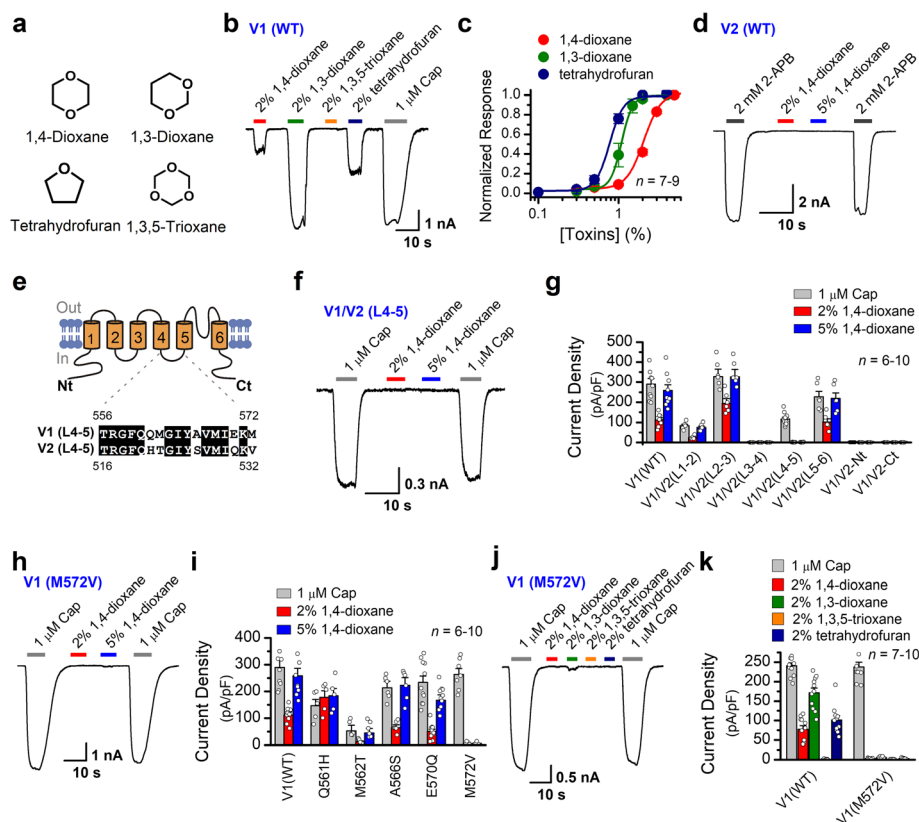 a
1,4-Dioxane
1,3-Dioxane
Tetrahydrofuran
1,3,5-Trioxane
O
O
O
O
O
O
O
O
b
V1 (WT)
2% 1,4-dioxane
2% 1,3-dioxane
2% 1,3,5-trioxane
2% tetrahydrofuran
1 μM Cap
1 nA
10 s
c
1,4-dioxane
1,3-dioxane
tetrahydrofuran
Normalized Response
1.0
0.8
0.6
0.4
0.2
0.0
n = 7-9
0.1
1
[Toxins] (%)
d
V2 (WT)
2 mM 2-APB
2% 1,4-dioxane
5% 1,4-dioxane
2 mM 2-APB
2 nA
10 s
e
Out
In
1 2 3 4 5 6
Nt
Ct
556 572
V1 (L4-5) TRGFQQMGIYAVMIEKM
V2 (L4-5) TRGFQHTGIYSVMIQKV
516 532
f
V1/V2 (L4-5)
1 μM Cap
2% 1,4-dioxane
5% 1,4-dioxane
1 μM Cap
0.3 nA
10 s
g
1 μM Cap
2% 1,4-dioxane
5% 1,4-dioxane
n = 6-10
Current Density
(pA/pF)
400
300
200
100
0
V1(WT)
V1/V2(L1-2)
V1/V2(L2-3)
V1/V2(L3-4)
V1/V2(L4-5)
V1/V2(L5-6)
V1/V2-Nt
V1/V2-Ct
h
V1 (M572V)
1 μM Cap
2% 1,4-dioxane
5% 1,4-dioxane
1 μM Cap
1 nA
10 s
i
1 μM Cap
2% 1,4-dioxane
5% 1,4-dioxane
n = 6-10
Current Density
(pA/pF)
400
300
200
100
0
V1(WT)
Q561H
M562T
A566S
E570Q
M572V
j
V1 (M572V)
1 μM Cap
2% 1,4-dioxane
2% 1,3-dioxane
2% 1,3,5-trioxane
2% tetrahydrofuran
1 μM Cap
0.5 nA
10 s
k
1 μM Cap
2% 1,4-dioxane
2% 1,3-dioxane
2% 1,3,5-trioxane
2% tetrahydrofuran
n = 7-10
Current Density
(pA/pF)
250
200
150
100
50
0
V1(WT)
V1(M572V)